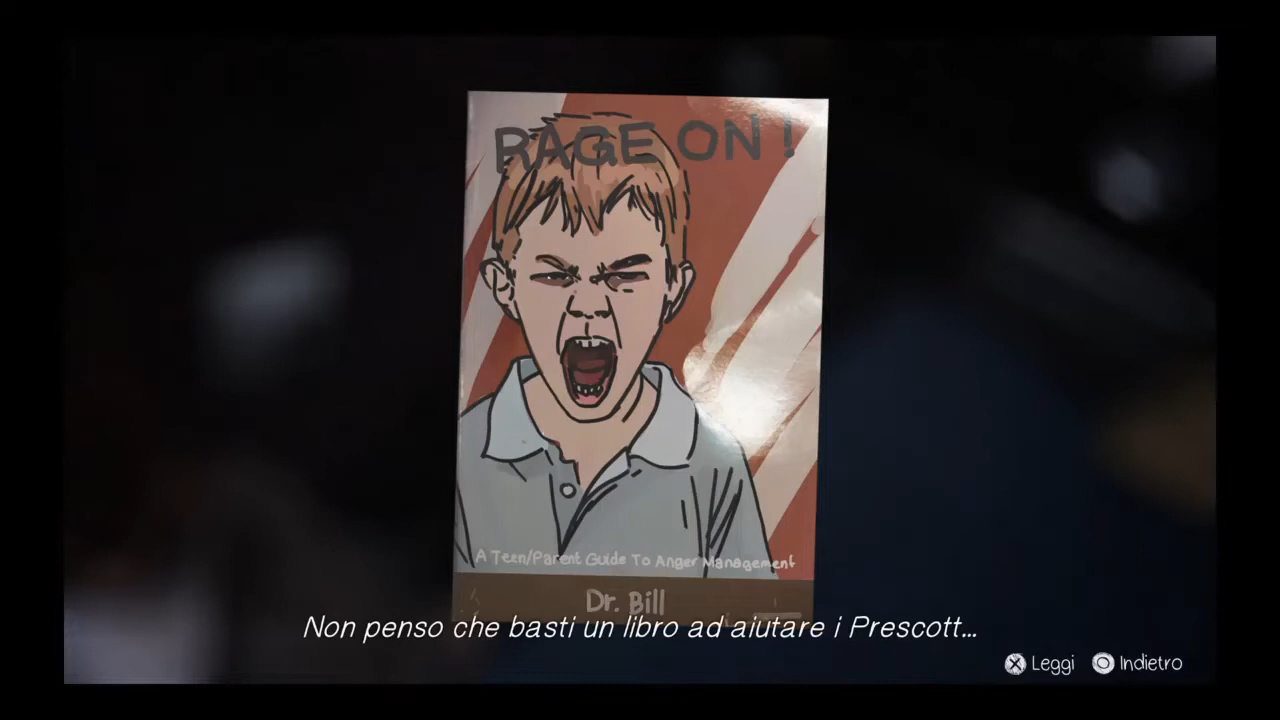 RAGE ON!
A Teen/Parent Guide To Anger Management
Dr. Bill
Non penso che basti un libro ad aiutare i Prescott...
Leggi Indietro